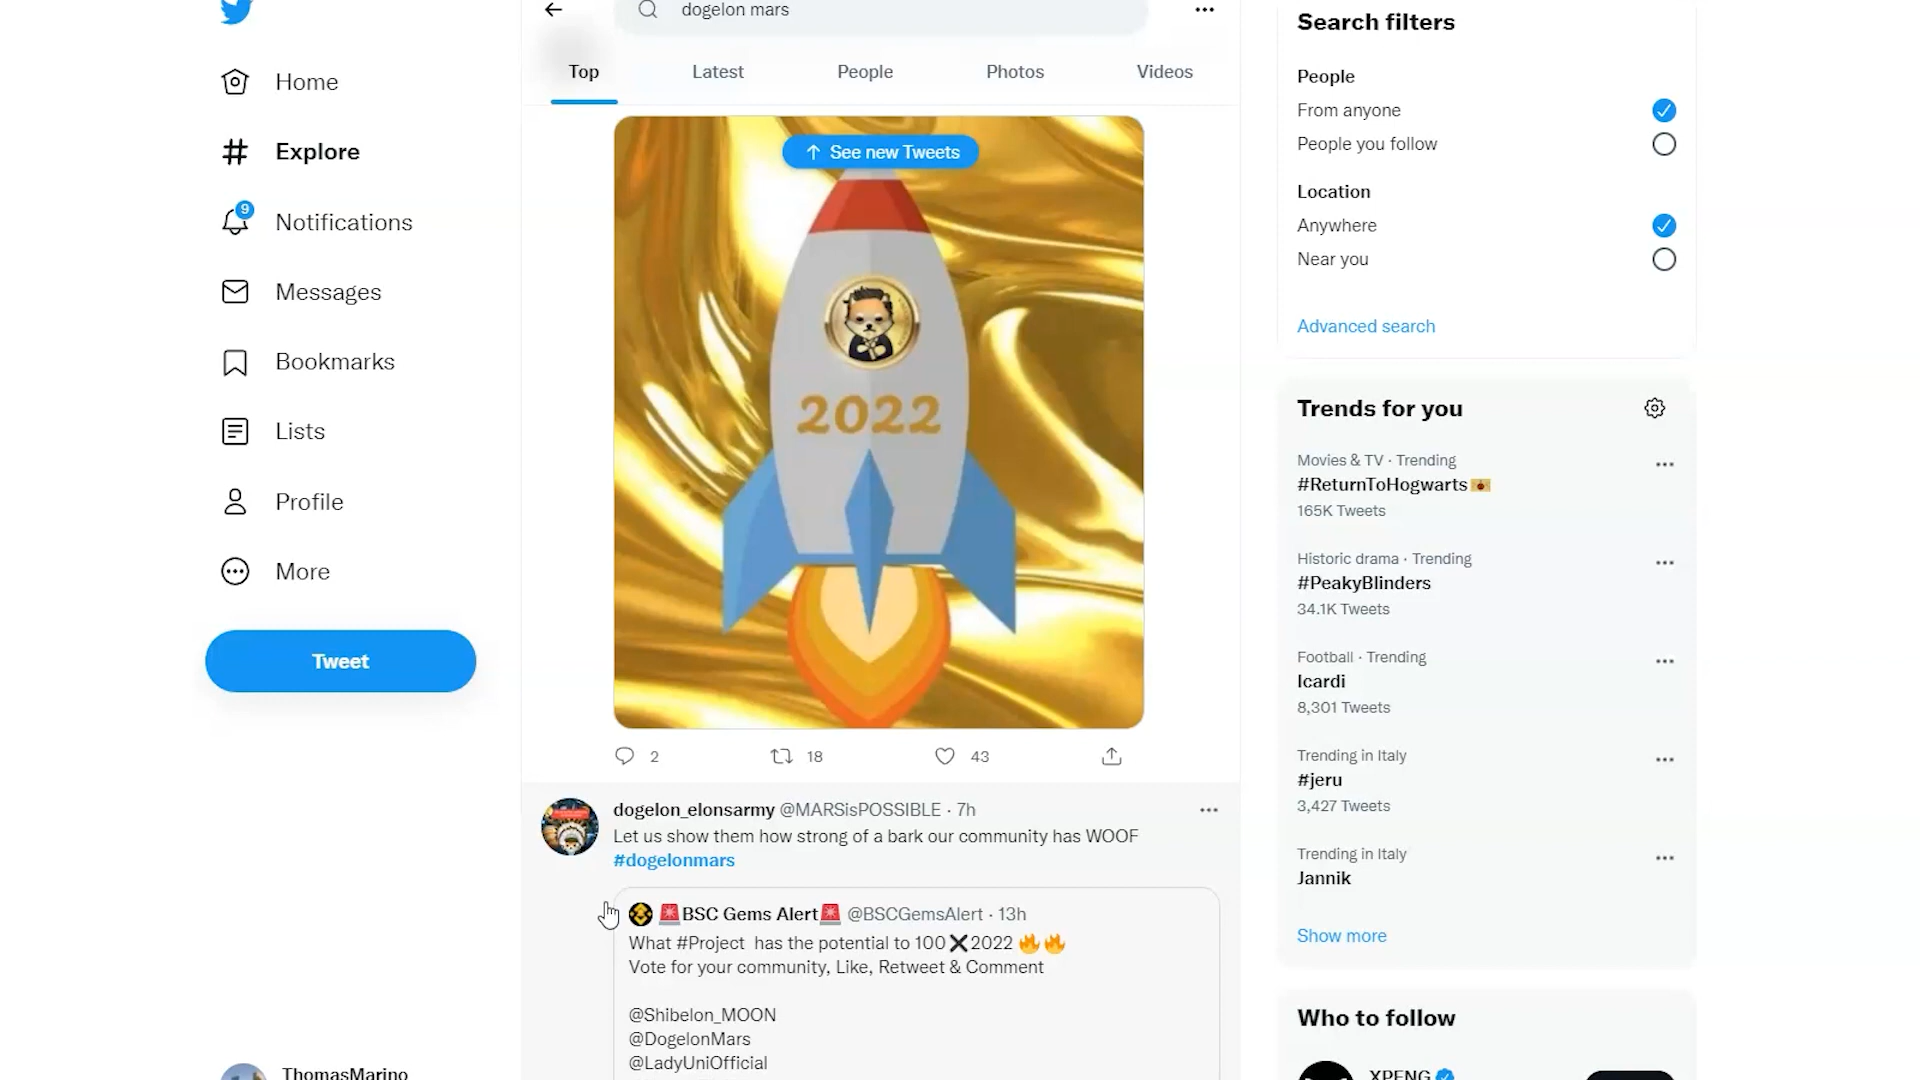 dogelon mars
Top
Latest
People
Photos
Videos
Home
Explore
9
Notifications
Messages
Bookmarks
Lists
Profile
More
Tweet
ThomasMarino
See new Tweets
2022
2
18
43
dogelon_elonsarmy @MARSisPOSSIBLE · 7h
Let us show them how strong of a bark our community has WOOF
#dogelonmars
🚨BSC Gems Alert🚨 @BSCGemsAlert · 13h
What #Project has the potential to 100❌2022 🔥🔥
Vote for your community, Like, Retweet & Comment
@Shibelon_MOON
@DogelonMars
@LadyUniOfficial
Search filters
People
From anyone
People you follow
Location
Anywhere
Near you
Advanced search
Trends for you
Movies & TV · Trending
#ReturnToHogwarts
165K Tweets
Historic drama · Trending
#PeakyBlinders
34.1K Tweets
Football · Trending
Icardi
8,301 Tweets
Trending in Italy
#jeru
3,427 Tweets
Trending in Italy
Jannik
Show more
Who to follow
XPENG